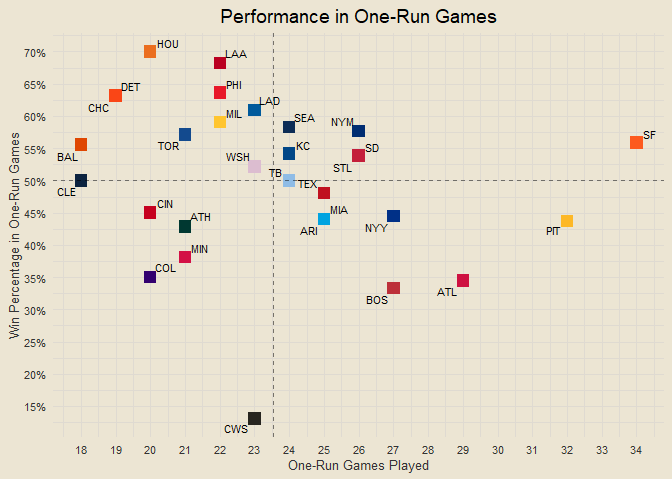 Performance in One-Run Games
HOU
70%
LAA
65%
DET
PHI
CHC
60%
MIL
LAD
SEA
NYM
SF
55%
BAL
TOR
KC
SD
WSH
STL
50%
CLE
TB
TEX
45%
CIN
ATH
MIA
ARI
NYY
PIT
40%
MIN
COL
35%
BOS
ATL
30%
25%
20%
15%
CWS
Win Percentage in One-Run Games
18 19 20 21 22 23 24 25 26 27 28 29 30 31 32 33 34
One-Run Games Played